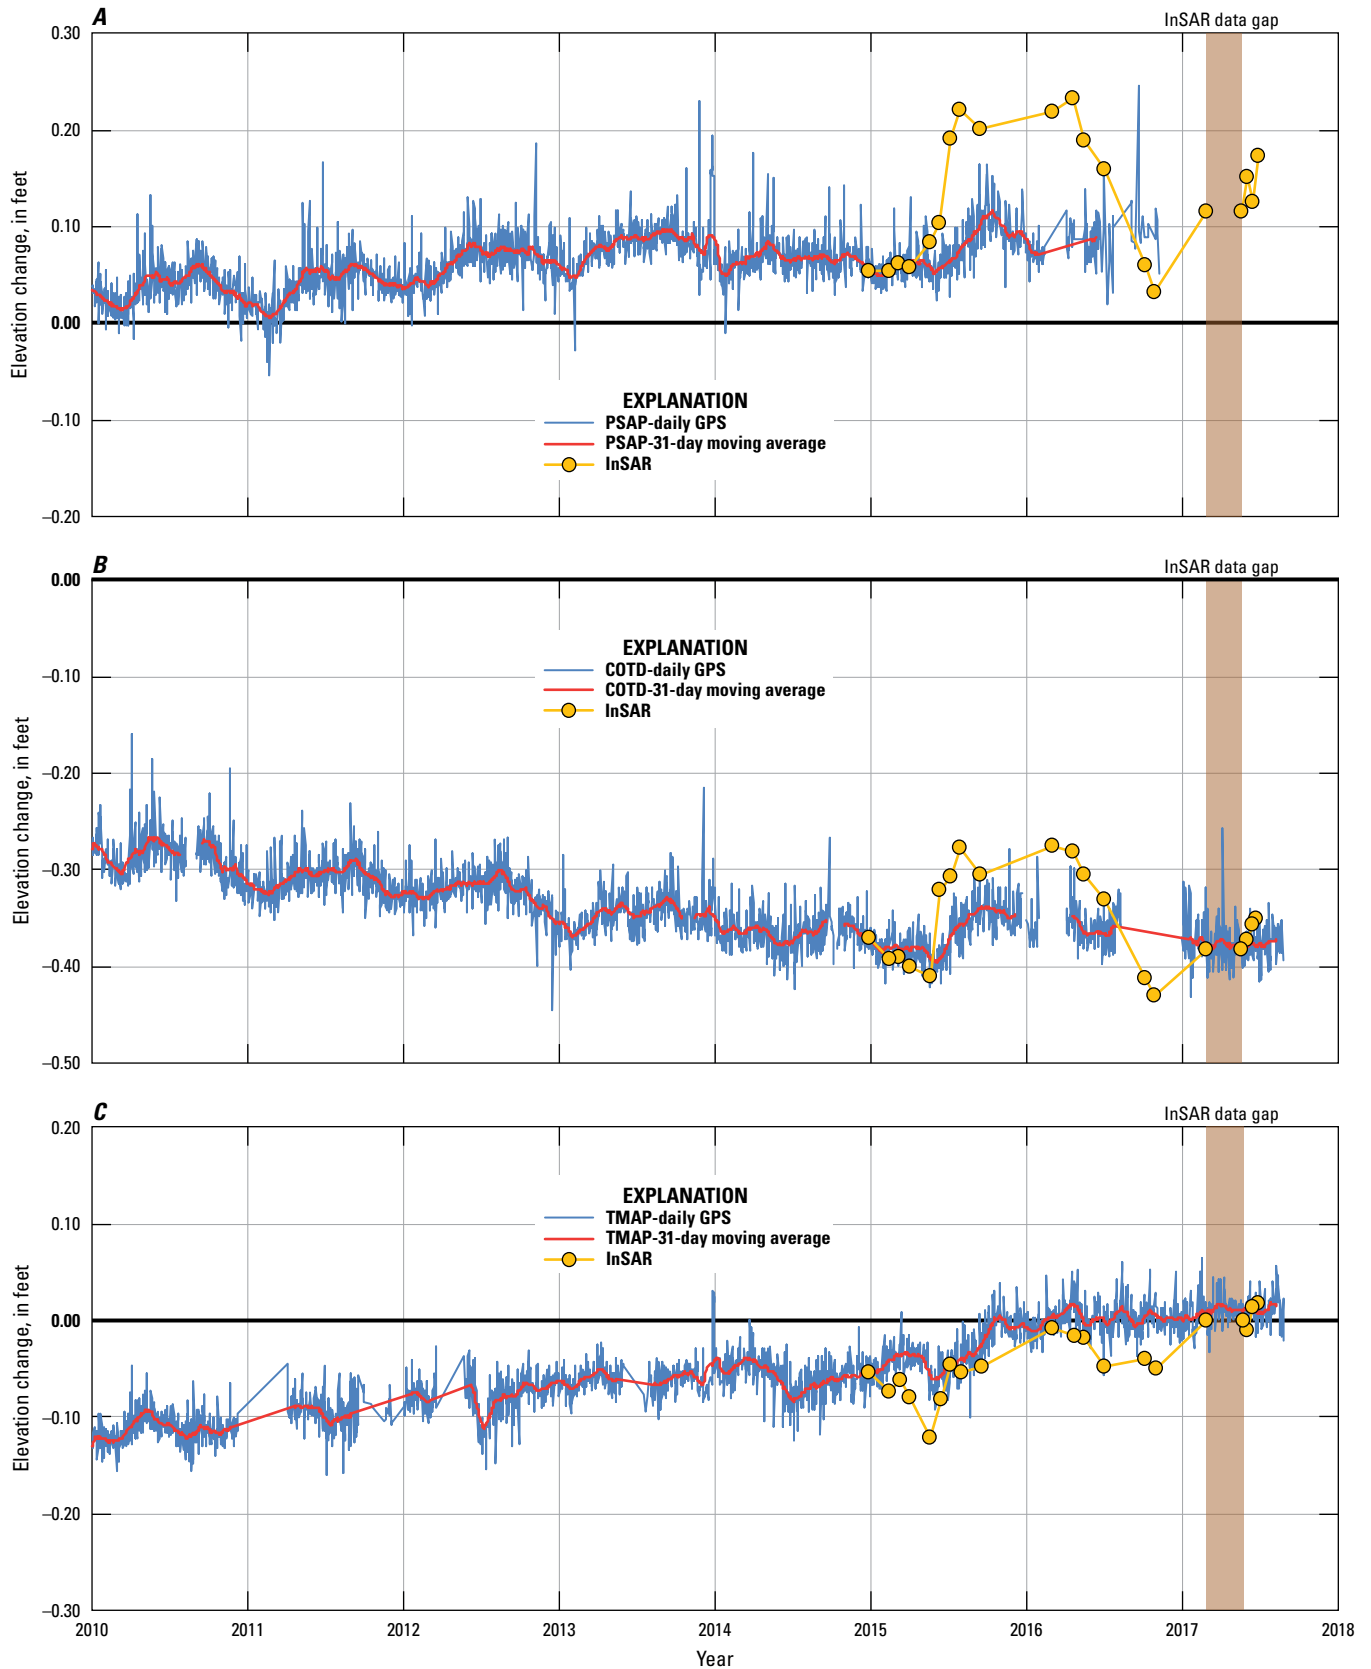 A
InSAR data gap
0.30
0.20
0.10
0.00
–0.10
–0.20
Elevation change, in feet
EXPLANATION
PSAP-daily GPS
PSAP-31-day moving average
InSAR
B
InSAR data gap
0.00
–0.10
–0.20
–0.30
–0.40
–0.50
Elevation change, in feet
EXPLANATION
COTD-daily GPS
COTD-31-day moving average
InSAR
C
InSAR data gap
0.20
0.10
0.00
–0.10
–0.20
–0.30
Elevation change, in feet
EXPLANATION
TMAP-daily GPS
TMAP-31-day moving average
InSAR
2010 2011 2012 2013 2014 2015 2016 2017 2018
Year